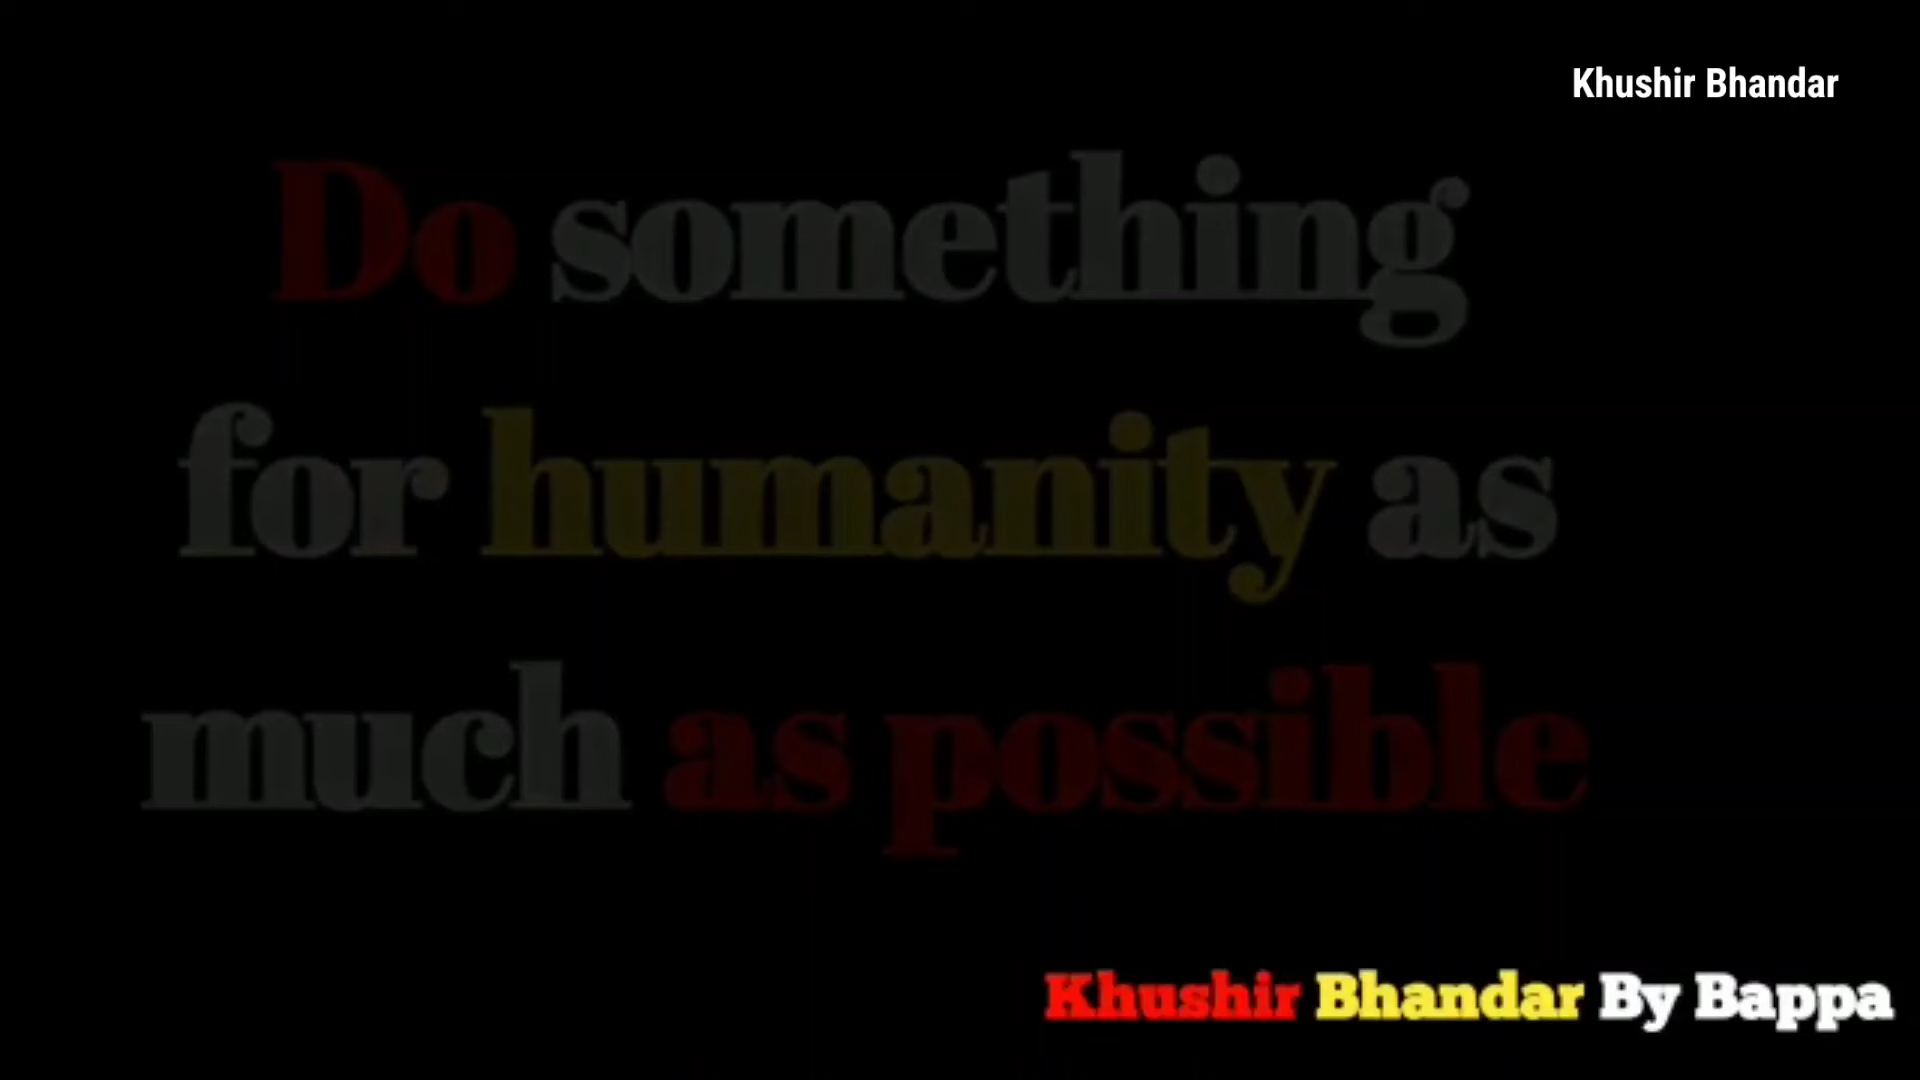 Khushir Bhandar
Do something
for humanity as
much as possible
Khushir Bhandar By Bappa